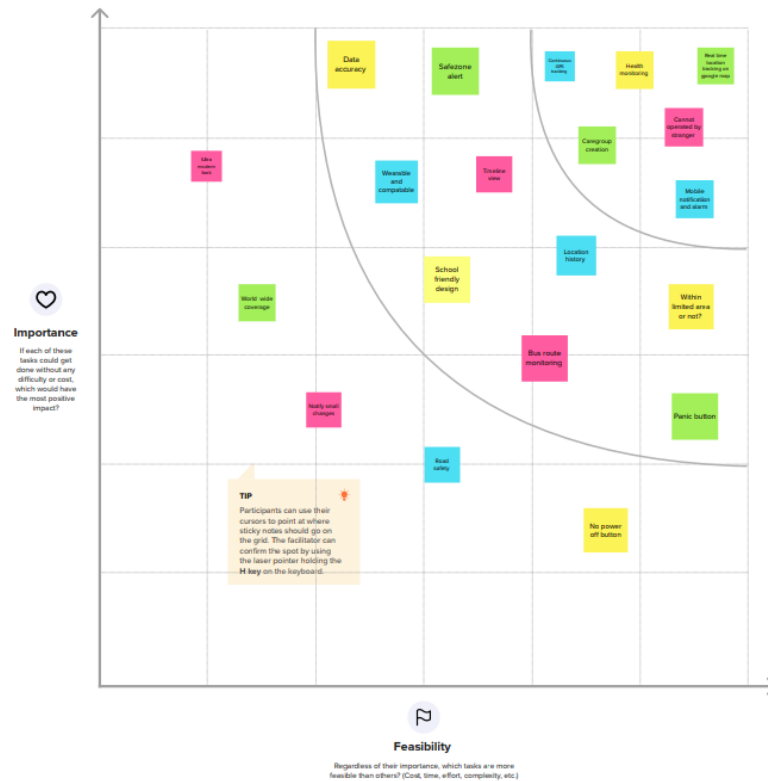 Data
accuracy
Safezone
alert
Continuous
GPS
tracking
Health
monitoring
Real time
location
tracking on
google map
Cannot
operated by
stranger
Caregroup
creation
Ultra
modern
Wearable
and
compatable
Timeline
view
Mobile
notification
and alarm
Location
history
School
friendly
design
World wide
coverage
Within
limited area
or not?
Bus route
monitoring
Notify small
changes
Panic button
Road
safety
No power
off button
Importance
If each of these
tasks could get
done without any
difficulty or cost,
which would have
the most positive
impact?
TIP
Participants can use their
cursors to point at where
sticky notes should go on
the grid. The facilitator can
confirm the spot by using
the laser pointer holding the
H key on the keyboard.
Feasibility
Regardless of their importance, which tasks are more
feasible than others? (Cost, time, effort, complexity, etc.)